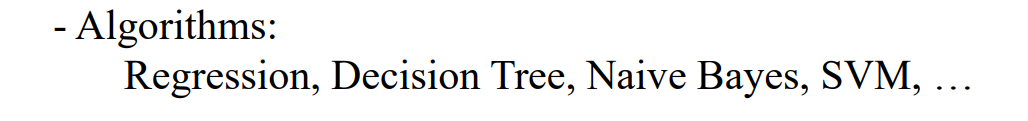 - Algorithms:
Regression, Decision Tree, Naive Bayes, SVM, …